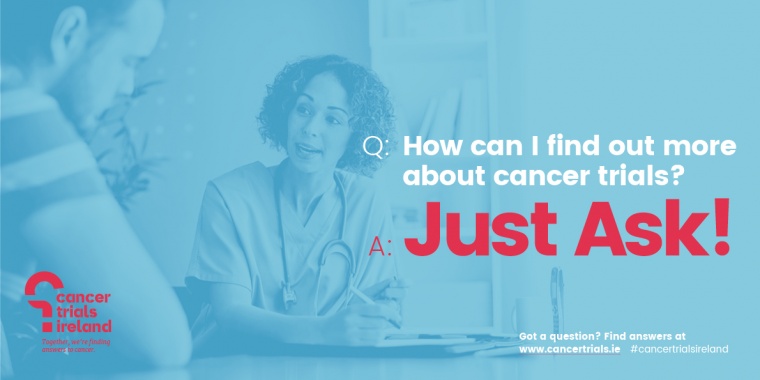 Q: How can I find out more
about cancer trials?
A: Just Ask!
cancer
trials
ireland
Together, we're finding
answers to cancer.
Got a question? Find answers at
www.cancertrials.ie #cancertrialsireland